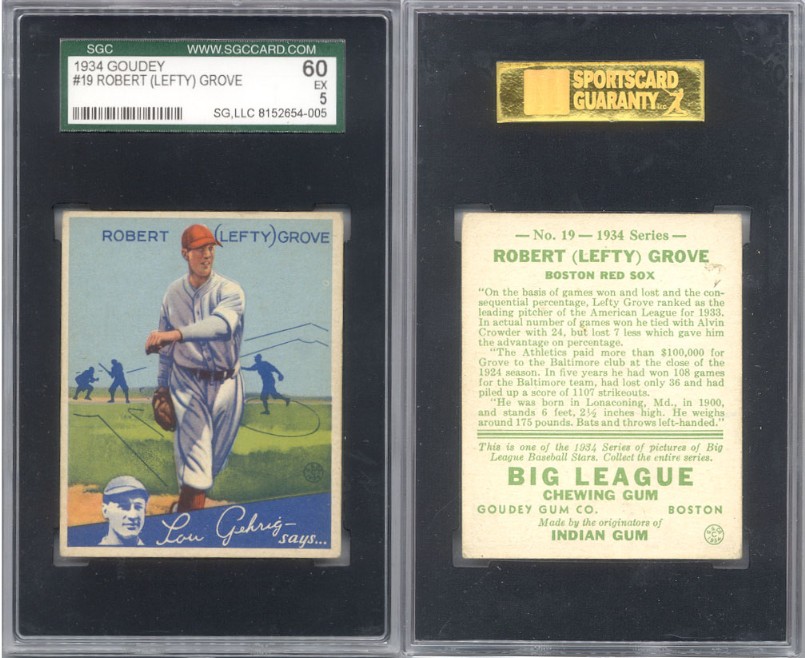 SGC WWW.SGCCARD.COM
1934 GOUDEY 60
#19 ROBERT (LEFTY) GROVE EX
5
SG,LLC 8152654-005
ROBERT (LEFTY) GROVE
Lou Gehrig—
says...
SPORTSCARD
GUARANTY
— No. 19 — 1934 Series —
ROBERT (LEFTY) GROVE
BOSTON RED SOX
"On the basis of games won and lost and the con-
sequential percentage, Lefty Grove ranked as the
leading pitcher of the American League for 1933.
In actual number of games won he tied with Alvin
Crowder with 24, but lost 7 less which gave him
the advantage on percentage.
"The Athletics paid more than $100,000 for
Grove to the Baltimore club at the close of the
1924 season. In five years he had won 108 games
for the Baltimore team, had lost only 36 and had
piled up a score of 1107 strikeouts.
"He was born in Lonaconing, Md., in 1900,
and stands 6 feet, 2½ inches high. He weighs
around 175 pounds. Bats and throws left-handed."
This is one of the 1934 Series of pictures of Big
League Baseball Stars. Collect the entire series.
BIG LEAGUE
CHEWING GUM
GOUDEY GUM CO. BOSTON
Made by the originators of
INDIAN GUM